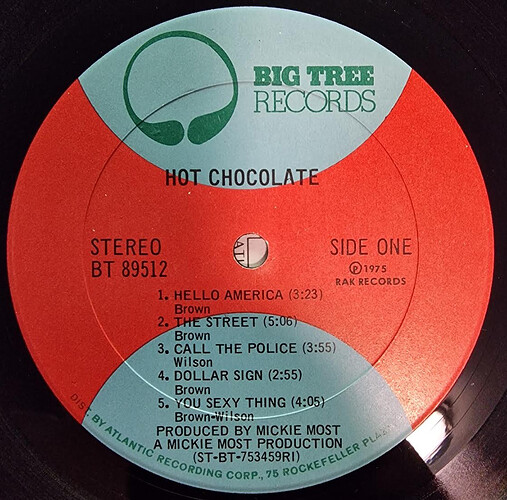 BIG TREE
RECORDS
HOT CHOCOLATE
STEREO
BT 89512
SIDE ONE
℗ 1975
RAK RECORDS
1. HELLO AMERICA (3:23)
Brown
2. THE STREET (5:06)
Brown
3. CALL THE POLICE (3:55)
Wilson
4. DOLLAR SIGN (2:55)
Brown
5. YOU SEXY THING (4:05)
Brown-Wilson
PRODUCED BY MICKIE MOST
A MICKIE MOST PRODUCTION
(ST-BT-753459RI)
BY ATLANTIC RECORDING CORP., 75 ROCKEFELLER